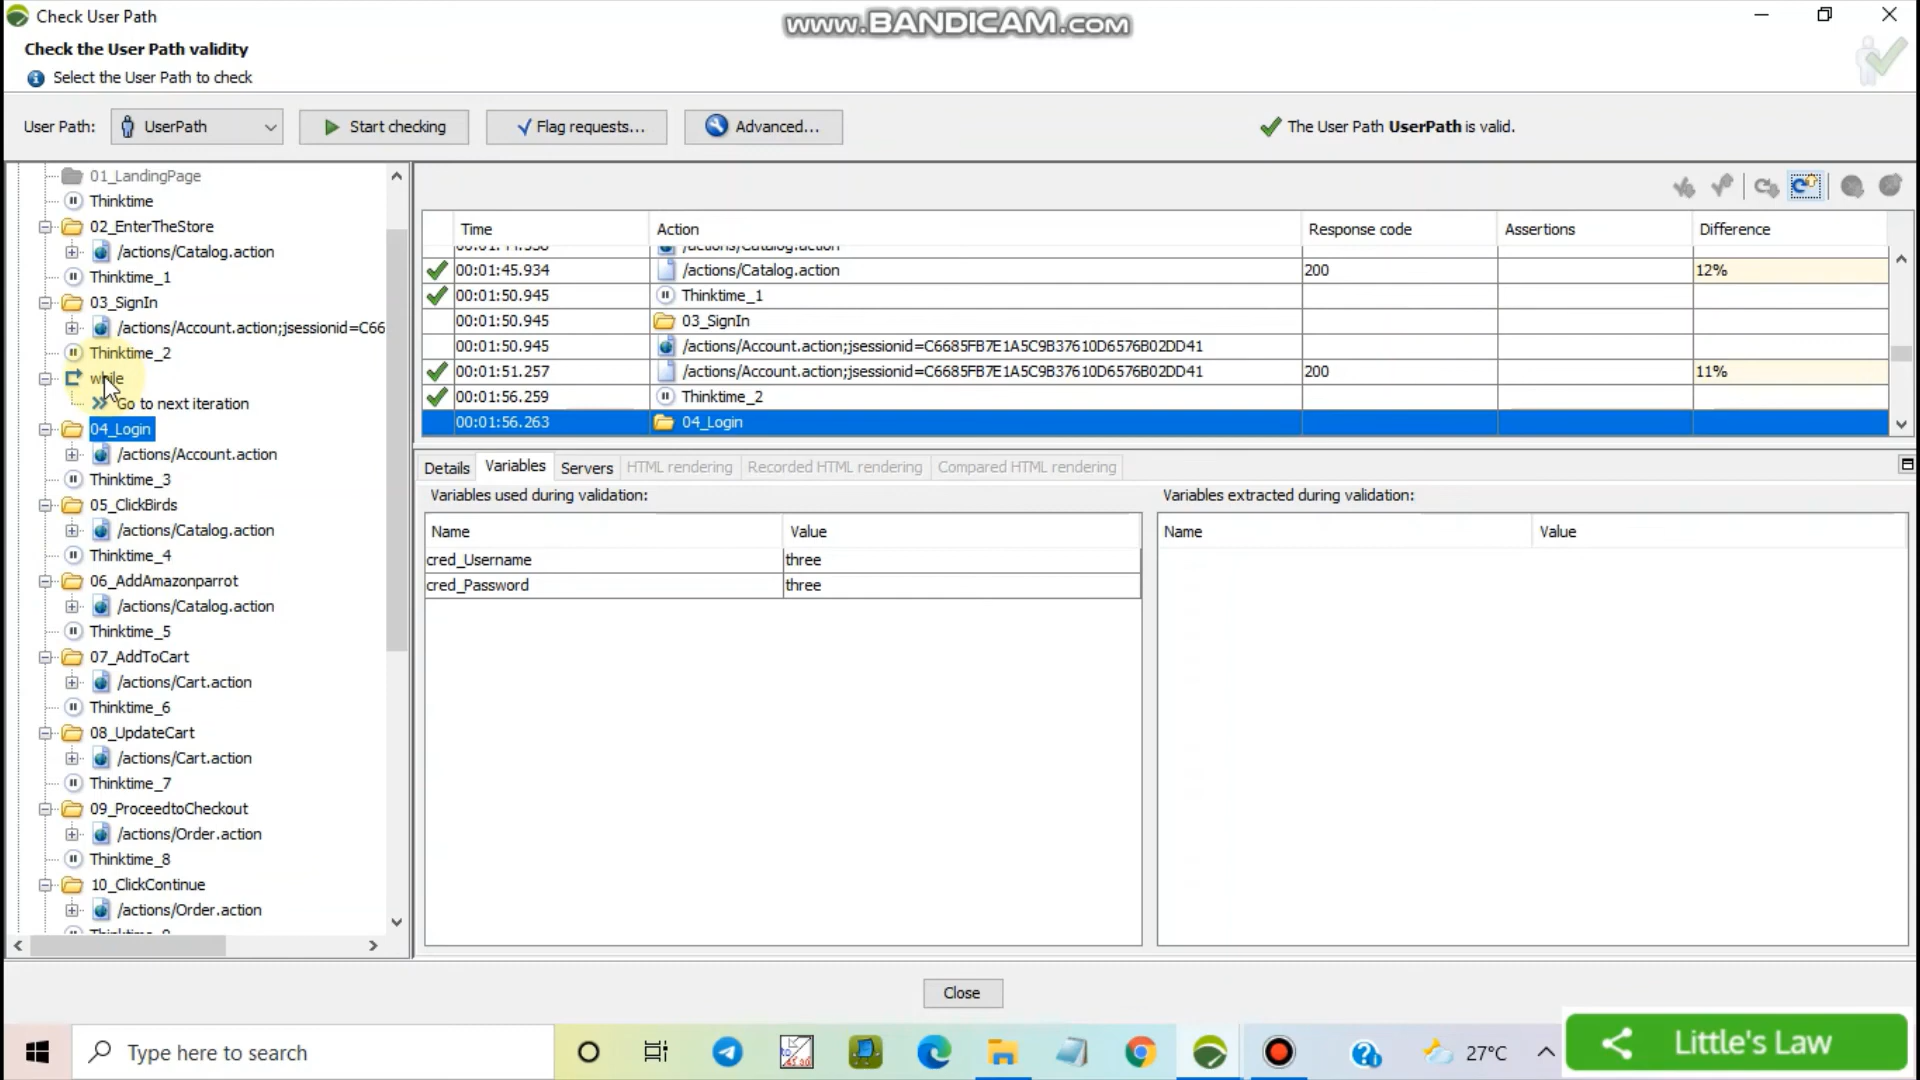 Check User Path
www.BANDICAM.com
Check the User Path validity
Select the User Path to check
User Path:
UserPath
Start checking
Flag requests...
Advanced...
The User Path UserPath is valid.
01_LandingPage
Thinktime
02_EnterTheStore
/actions/Catalog.action
Thinktime_1
03_SignIn
/actions/Account.action;jsessionid=C66
Thinktime_2
while
Go to next iteration
04_Login
/actions/Account.action
Thinktime_3
05_ClickBirds
/actions/Catalog.action
Thinktime_4
06_AddAmazonparrot
/actions/Catalog.action
Thinktime_5
07_AddToCart
/actions/Cart.action
Thinktime_6
08_UpdateCart
/actions/Cart.action
Thinktime_7
09_ProceedtoCheckout
/actions/Order.action
Thinktime_8
10_ClickContinue
/actions/Order.action
Time Action Response code Assertions Difference
/actions/Catalog.action
00:01:45.934 /actions/Catalog.action 200 12%
00:01:50.945 Thinktime_1
00:01:50.945 03_SignIn
00:01:50.945 /actions/Account.action;jsessionid=C6685FB7E1A5C9B37610D6576B02DD41
00:01:51.257 /actions/Account.action;jsessionid=C6685FB7E1A5C9B37610D6576B02DD41 200 11%
00:01:56.259 Thinktime_2
00:01:56.263 04_Login
Details Variables Servers HTML rendering Recorded HTML rendering Compared HTML rendering
Variables used during validation:
Name Value
cred_Username three
cred_Password three
Variables extracted during validation:
Name Value
Close
Type here to search
27°C
Little's Law